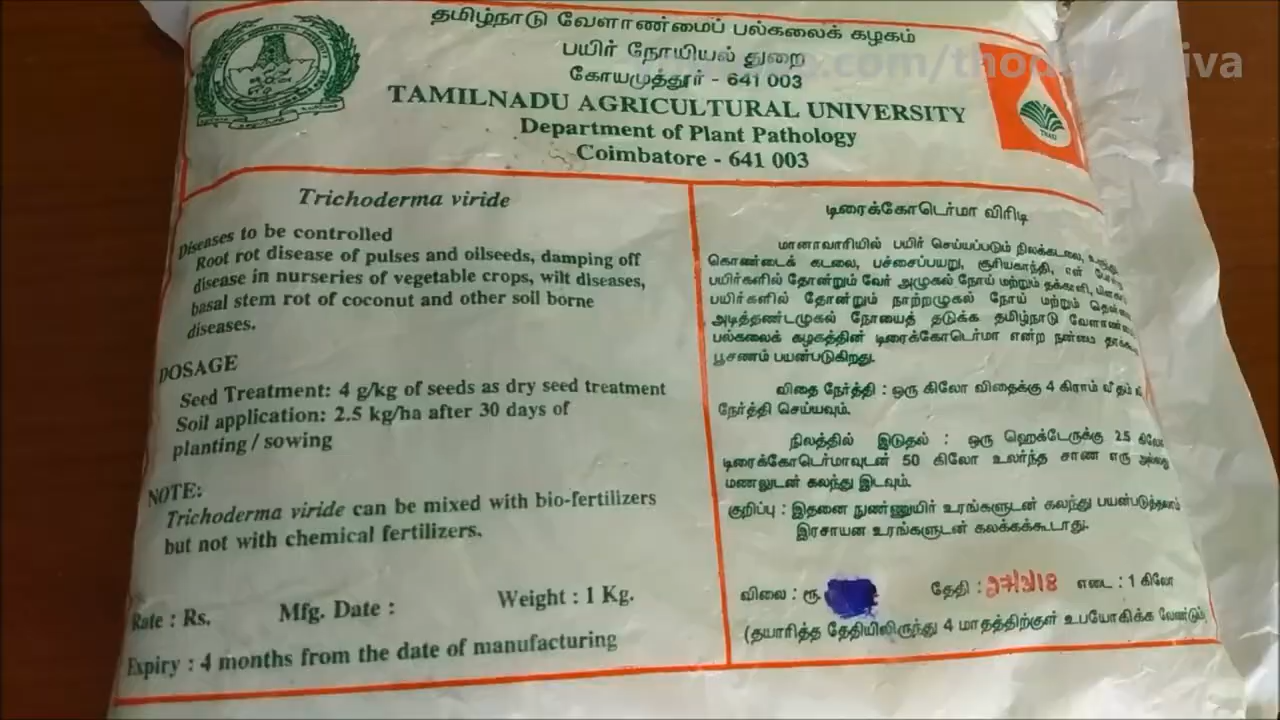 தமிழ்நாடு வேளாண்மைப் பல்கலைக் கழகம்
பயிர் நோயியல் துறை
கோயமுத்தூர் - 641 003
TAMILNADU AGRICULTURAL UNIVERSITY
Department of Plant Pathology
Coimbatore - 641 003
TNAU
Trichoderma viride
Diseases to be controlled
Root rot disease of pulses and oilseeds, damping off
disease in nurseries of vegetable crops, wilt diseases,
basal stem rot of coconut and other soil borne
diseases.
DOSAGE
Seed Treatment: 4 g/kg of seeds as dry seed treatment
Soil application: 2.5 kg/ha after 30 days of
planting / sowing
NOTE:
Trichoderma viride can be mixed with bio-fertilizers
but not with chemical fertilizers.
Rate : Rs. Mfg. Date : Weight : 1 Kg.
Expiry : 4 months from the date of manufacturing
டிரைக்கோடெர்மா விரிடி
மானாவாரியில் பயிர் செய்யப்படும் நிலக்கடலை,
கொண்டைக் கடலை, பச்சைப்பயறு, சூரியகாந்தி, எள்
பயிர்களில் தோன்றும் வேர் அழுகல் நோய் மற்றும் தக்காளி,
பயிர்களில் தோன்றும் நாற்றழுகல் நோய் மற்றும்
அடித்தண்டழுகல் நோயைத் தடுக்க தமிழ்நாடு
பல்கலைக் கழகத்தின் டிரைக்கோடெர்மா என்ற நன்மை
பூசணம் பயன்படுகிறது.
விதை நேர்த்தி : ஒரு கிலோ விதைக்கு 4 கிராம் வீதம்
நேர்த்தி செய்யவும்.
நிலத்தில் இடுதல் : ஒரு ஹெக்டேருக்கு 2.5 கிலோ
டிரைக்கோடெர்மாவுடன் 50 கிலோ உலர்ந்த சாண எரு அல்லது
மணலுடன் கலந்து இடவும்.
குறிப்பு : இதனை நுண்ணுயிர் உரங்களுடன் கலந்து பயன்படுத்தலாம்
இரசாயன உரங்களுடன் கலக்கக்கூடாது.
விலை : ரூ. தேதி : 27/3/18 எடை : 1 கிலோ
(தயாரித்த தேதியிலிருந்து 4 மாதத்திற்குள் உபயோகிக்க வேண்டும்)